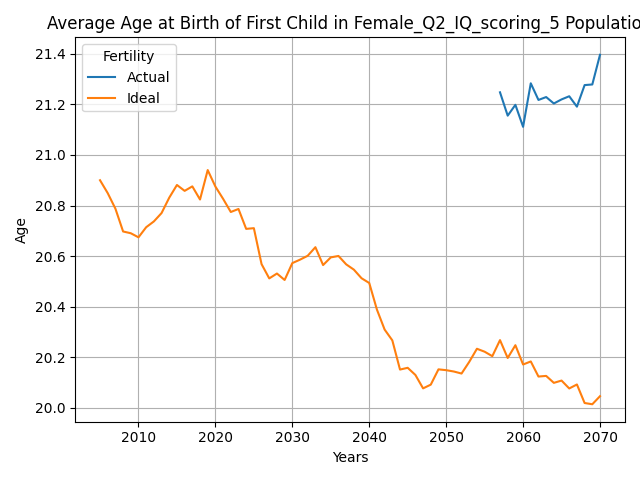 Average Age at Birth of First Child in Female_Q2_IQ_scoring_5 Populatio
Fertility
Actual
Ideal
21.4
21.2
21.0
20.8
20.6
20.4
20.2
20.0
Age
2010 2020 2030 2040 2050 2060 2070
Years